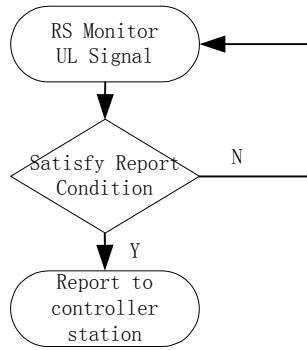 RS Monitor
UL Signal
Satisfy Report
Condition
N
Y
Report to
controller
station